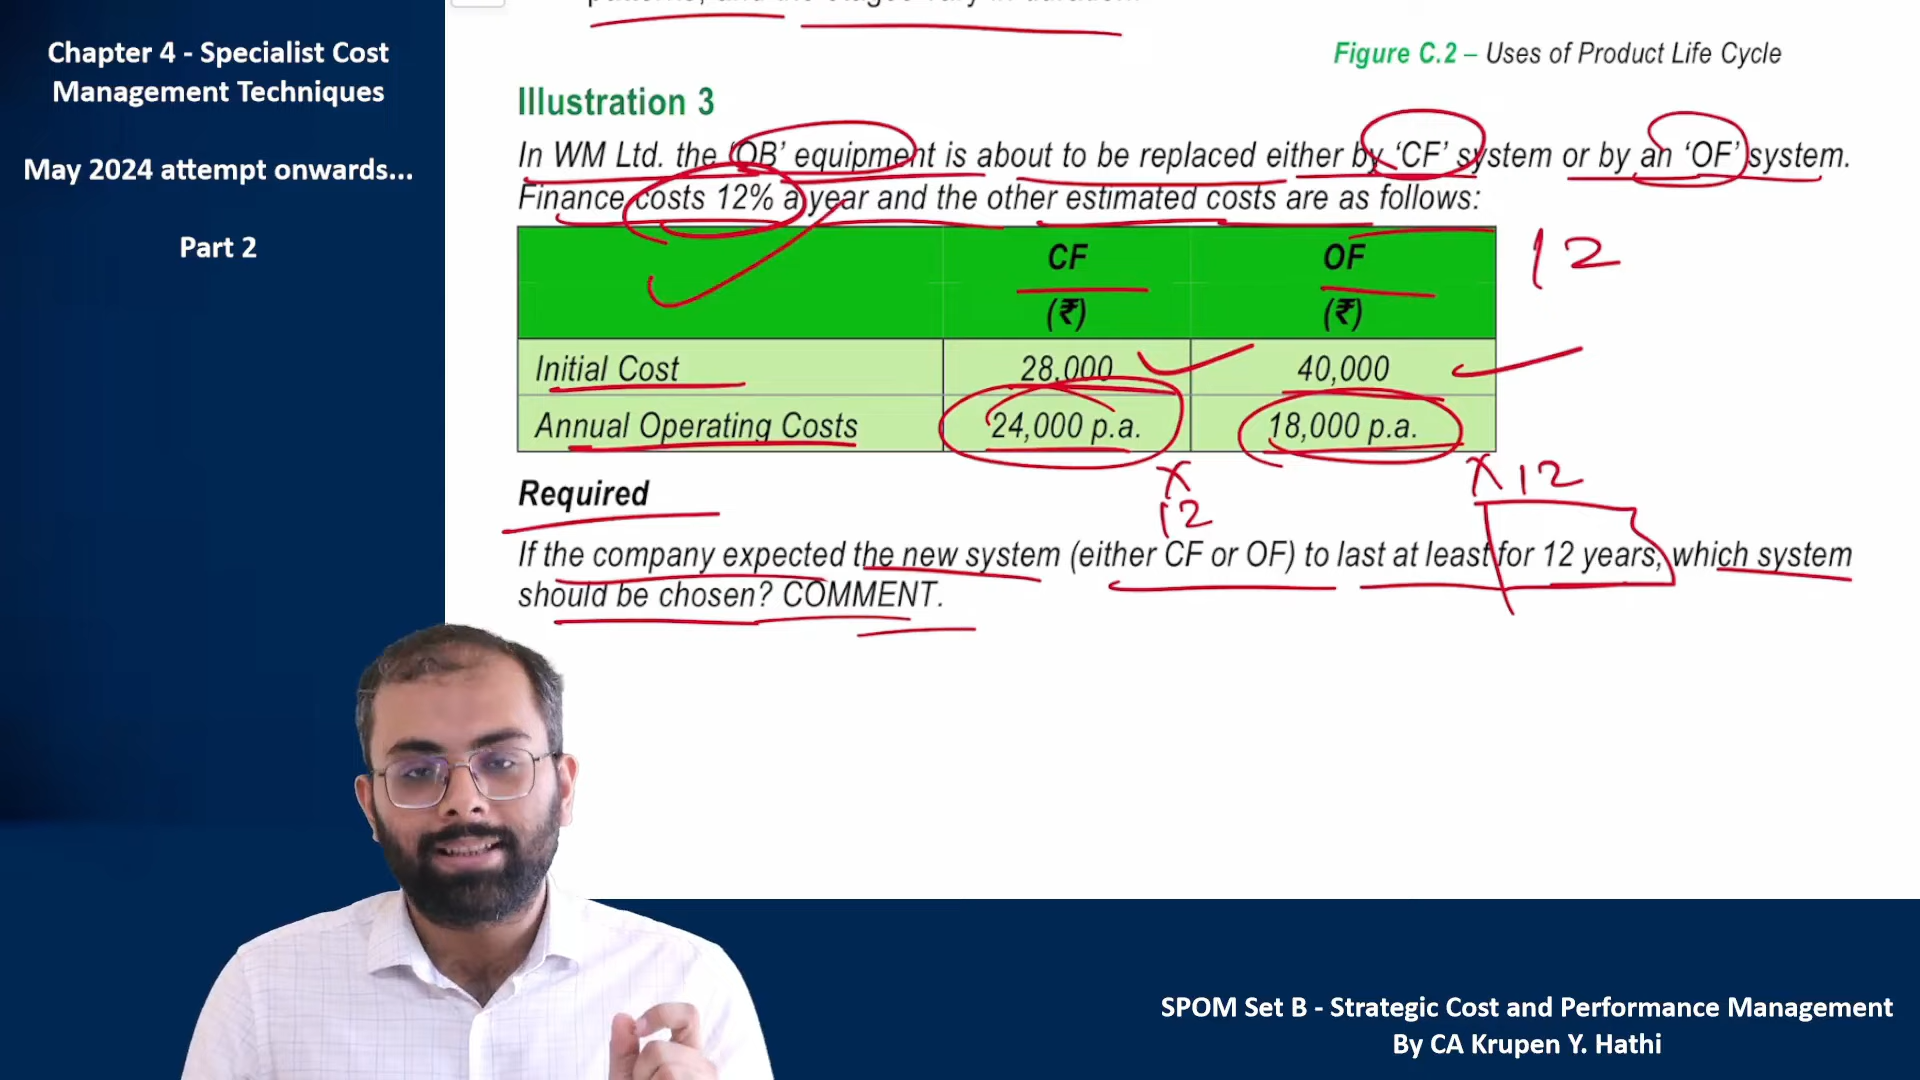 Chapter 4 - Specialist Cost
Management Techniques
May 2024 attempt onwards...
Part 2
Figure C.2 – Uses of Product Life Cycle
Illustration 3
In WM Ltd. the 'OB' equipment is about to be replaced either by 'CF' system or by an 'OF' system.
Finance costs 12% a year and the other estimated costs are as follows:
CF OF
(₹) (₹)
12
Initial Cost 28,000 40,000
Annual Operating Costs 24,000 p.a. 18,000 p.a.
x 12
x 12
Required
If the company expected the new system (either CF or OF) to last at least for 12 years, which system
should be chosen? COMMENT.
SPOM Set B - Strategic Cost and Performance Management
By CA Krupen Y. Hathi